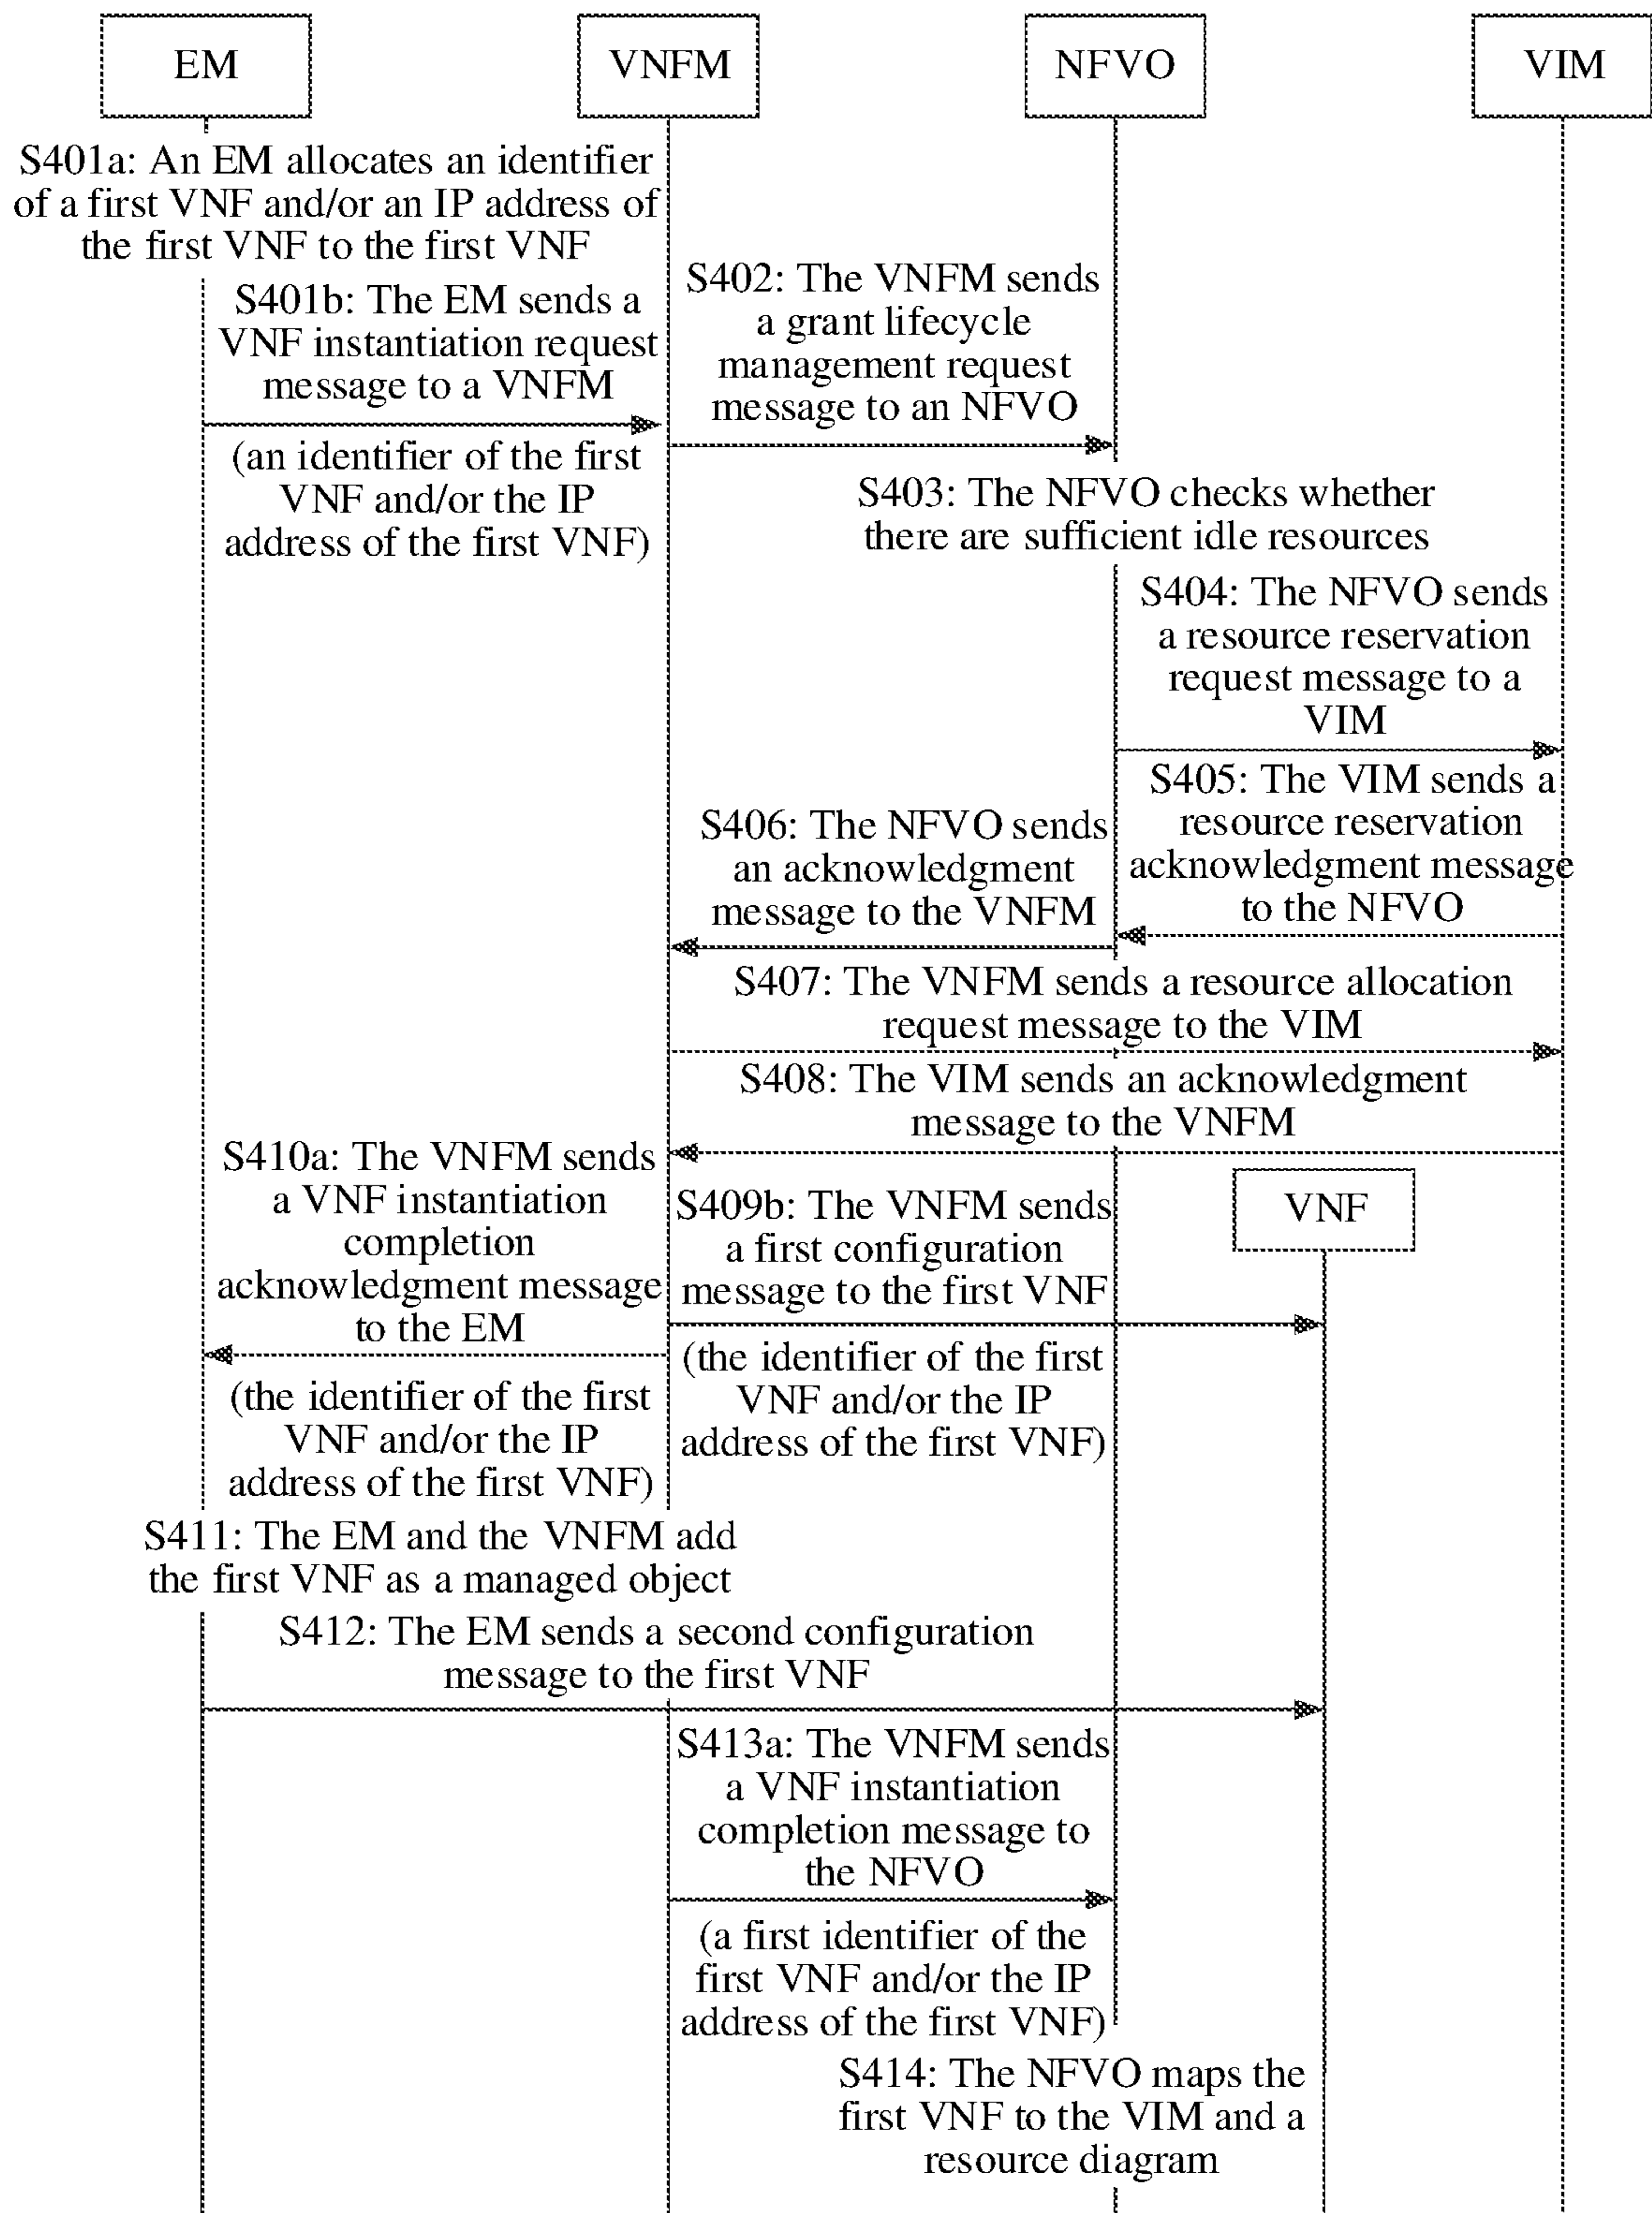 EM
VNFM
NFVO
VIM
S401a: An EM allocates an identifier
of a first VNF and/or an IP address of
the first VNF to the first VNF
S401b: The EM sends a
VNF instantiation request
message to a VNFM
(an identifier of the first
VNF and/or the IP
address of the first VNF)
S402: The VNFM sends
a grant lifecycle
management request
message to an NFVO
S403: The NFVO checks whether
there are sufficient idle resources
S404: The NFVO sends
a resource reservation
request message to a
VIM
S405: The VIM sends a
resource reservation
acknowledgment message
to the NFVO
S406: The NFVO sends
an acknowledgment
message to the VNFM
S407: The VNFM sends a resource allocation
request message to the VIM
S408: The VIM sends an acknowledgment
message to the VNFM
VNF
S409b: The VNFM sends
a first configuration
message to the first VNF
(the identifier of the first
VNF and/or the IP
address of the first VNF)
S410a: The VNFM sends
a VNF instantiation
completion
acknowledgment message
to the EM
(the identifier of the first
VNF and/or the IP
address of the first VNF)
S411: The EM and the VNFM add
the first VNF as a managed object
S412: The EM sends a second configuration
message to the first VNF
S413a: The VNFM sends
a VNF instantiation
completion message to
the NFVO
(a first identifier of the
first VNF and/or the IP
address of the first VNF)
S414: The NFVO maps the
first VNF to the VIM and a
resource diagram